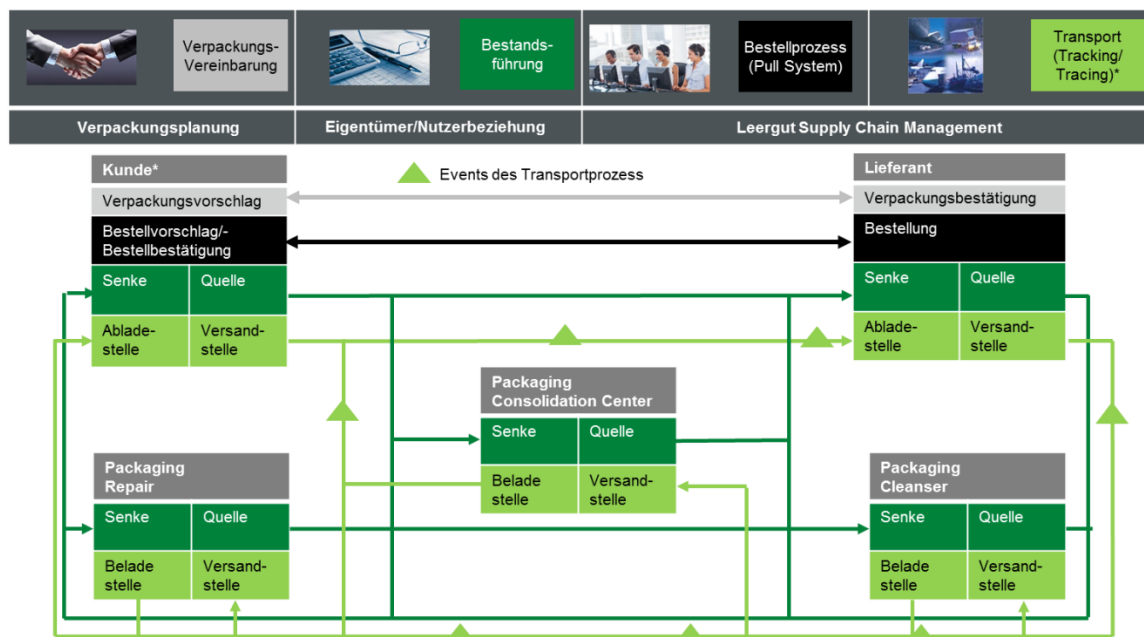 Verpackungs-
Vereinbarung
Bestands-
führung
Bestellprozess
(Pull System)
Transport
(Tracking/
Tracing)*
Verpackungsplanung
Eigentümer/Nutzerbeziehung
Leergut Supply Chain Management
Kunde*
Events des Transportprozess
Lieferant
Verpackungsvorschlag
Verpackungsbestätigung
Bestellvorschlag/-
Bestellbestätigung
Bestellung
Senke
Quelle
Senke
Quelle
Ablade-
stelle
Versand-
stelle
Ablade-
stelle
Versand-
stelle
Packaging
Consolidation Center
Senke
Quelle
Belade
stelle
Versand-
stelle
Packaging
Repair
Senke
Quelle
Belade
stelle
Versand-
stelle
Packaging
Cleanser
Senke
Quelle
Belade
stelle
Versand-
stelle